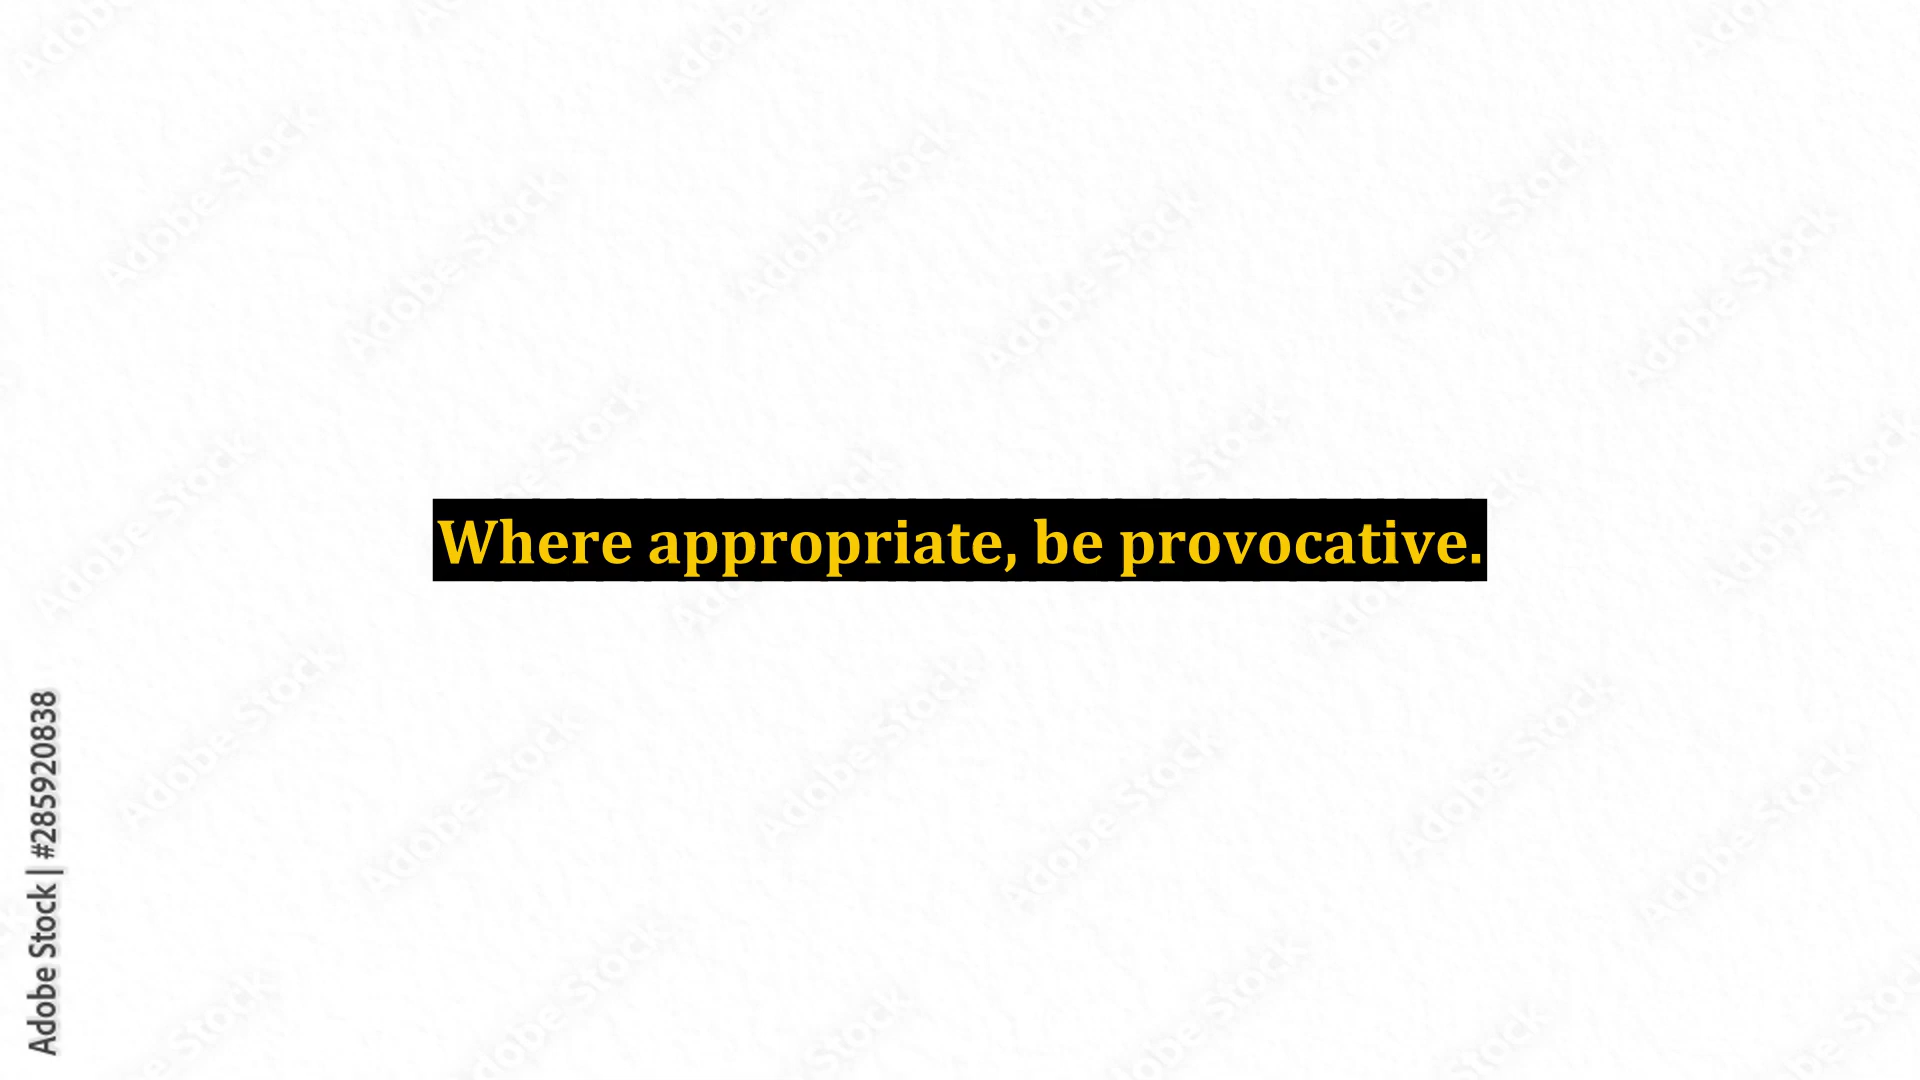 Where appropriate, be provocative.
Adobe Stock | #285920838